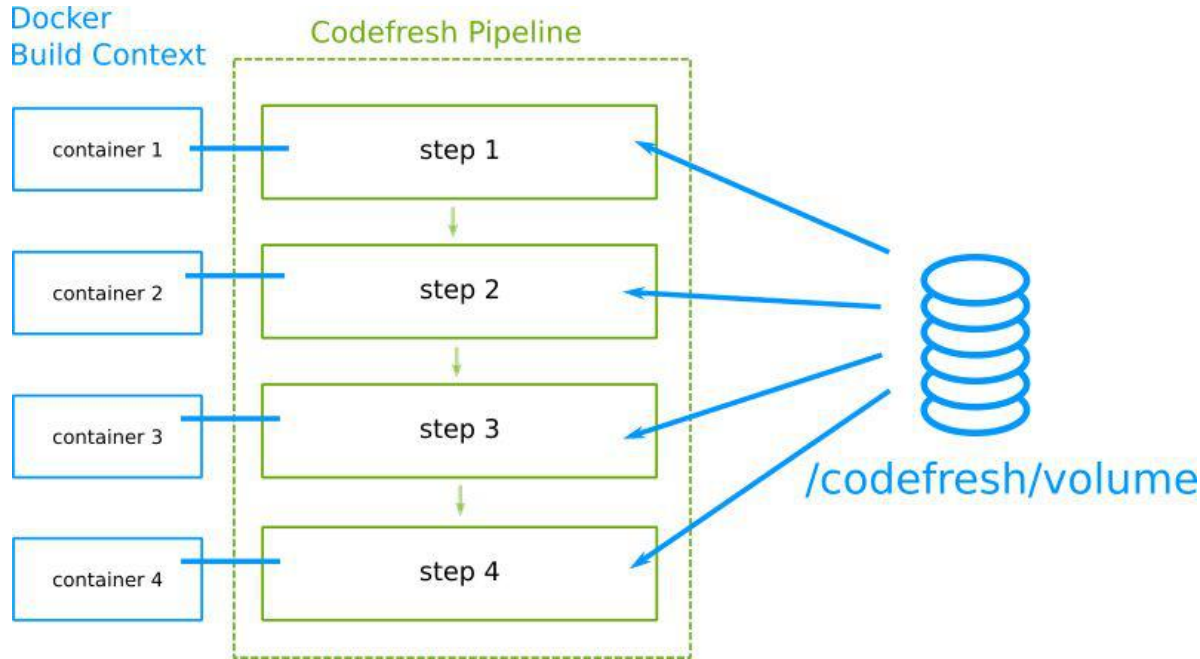 Docker
Build Context
Codefresh Pipeline
container 1
step 1
container 2
step 2
container 3
step 3
/codefresh/volume
container 4
step 4